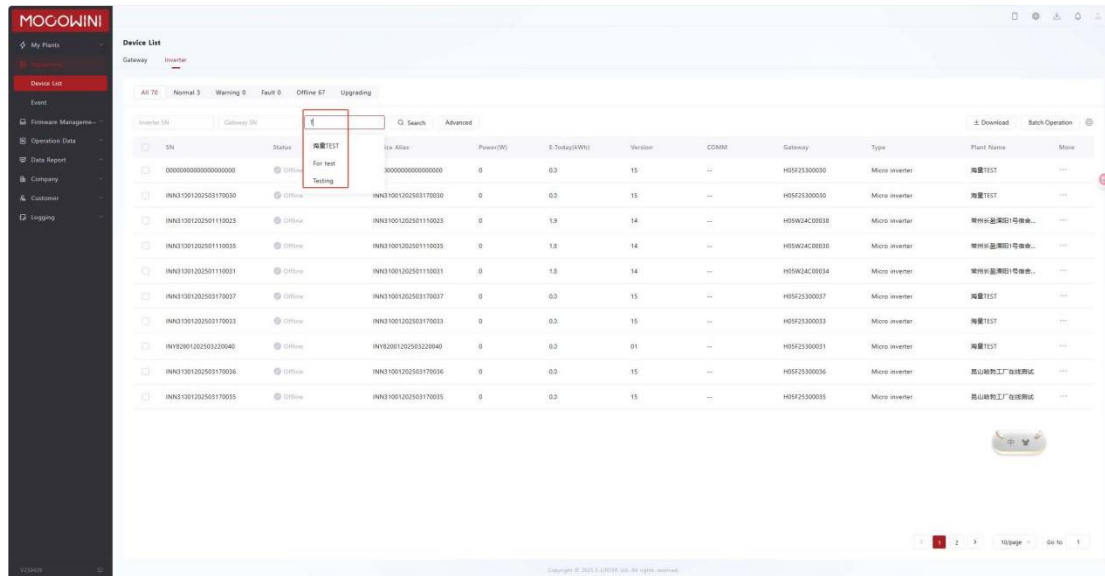 MOCOWINI
My Plants
Device List
Gateway Inverter
Device List
All 70 Normal 3 Warning 0 Fault 0 Offline 67 Upgrading
Event
Inverter SN Gateway SN T Search Advanced Download Batch Operation
Firmware Manageme--
Operation Data
Data Report
Company
Customer
Logging
海量TEST
For test
Testing
SN Status Alias Power(W) E-Today(kWh) Version COMM Gateway Type Plant Name More
0 0.0 15 -- H05F25300030 Micro inverter 海量TEST ...
INN31001202503170030 Offline INN31001202503170030 0 0.0 15 -- H05F25300030 Micro inverter 海量TEST ...
INN31001202501110023 Offline INN31001202501110023 0 1.9 14 -- Micro inverter ...
INN31001202501110035 Offline INN31001202501110035 0 1.8 14 -- Micro inverter ...
INN31001202501110031 Offline INN31001202501110031 0 1.8 14 -- H05W24C00034 Micro inverter ...
INN31001202503170037 Offline INN31001202503170037 0 0.0 15 -- H05F25300037 Micro inverter 海量TEST ...
INN31001202503170033 Offline INN31001202503170033 0 0.0 15 -- H05F25300033 Micro inverter 海量TEST ...
INY82001202503220040 Offline INY82001202503220040 0 0.0 01 -- H05F25300031 Micro inverter 海量TEST ...
INN31001202503170036 Offline INN31001202503170036 0 0.0 15 -- H05F25300036 Micro inverter ...
INN31001202503170035 Offline INN31001202503170035 0 0.0 15 -- H05F25300035 Micro inverter ...
中
1 2 10/page Go to 1